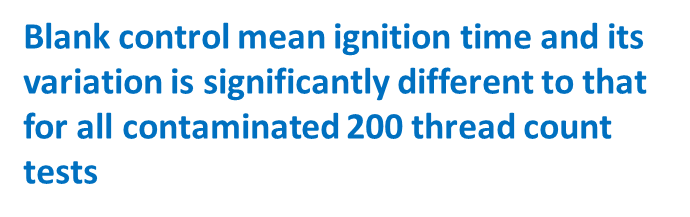 Blank control mean ignition time and its
variation is significantly different to that
for all contaminated 200 thread count
tests